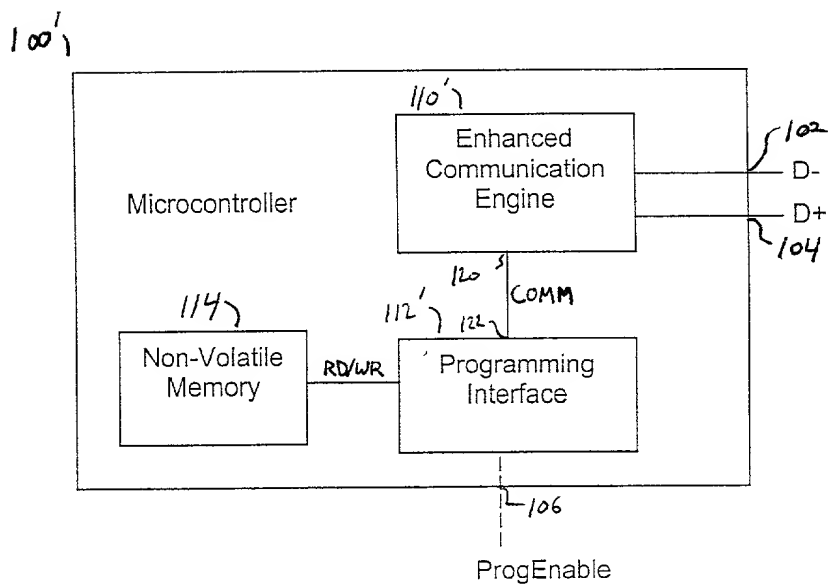 100'
110'
Enhanced
Communication
Engine
102
D-
D+
104
Microcontroller
120
COMM
114
112'
122
Non-Volatile
Memory
RD/WR
Programming
Interface
106
ProgEnable